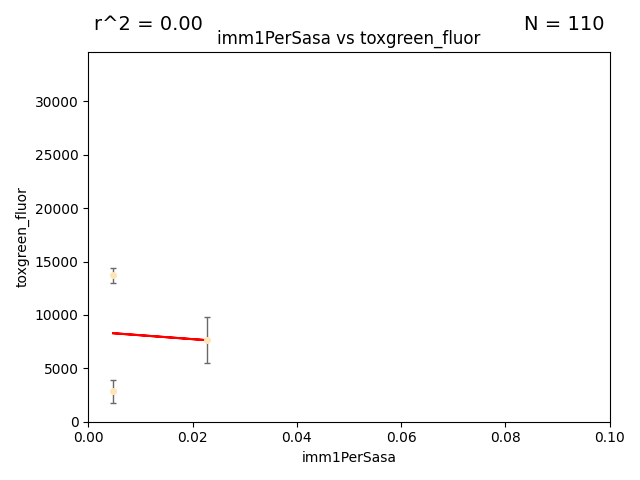 r^2 = 0.00
N = 110
imm1PerSasa vs toxgreen_fluor
30000
25000
20000
15000
10000
5000
0
toxgreen_fluor
0.00
0.02
0.04
0.06
0.08
0.10
imm1PerSasa